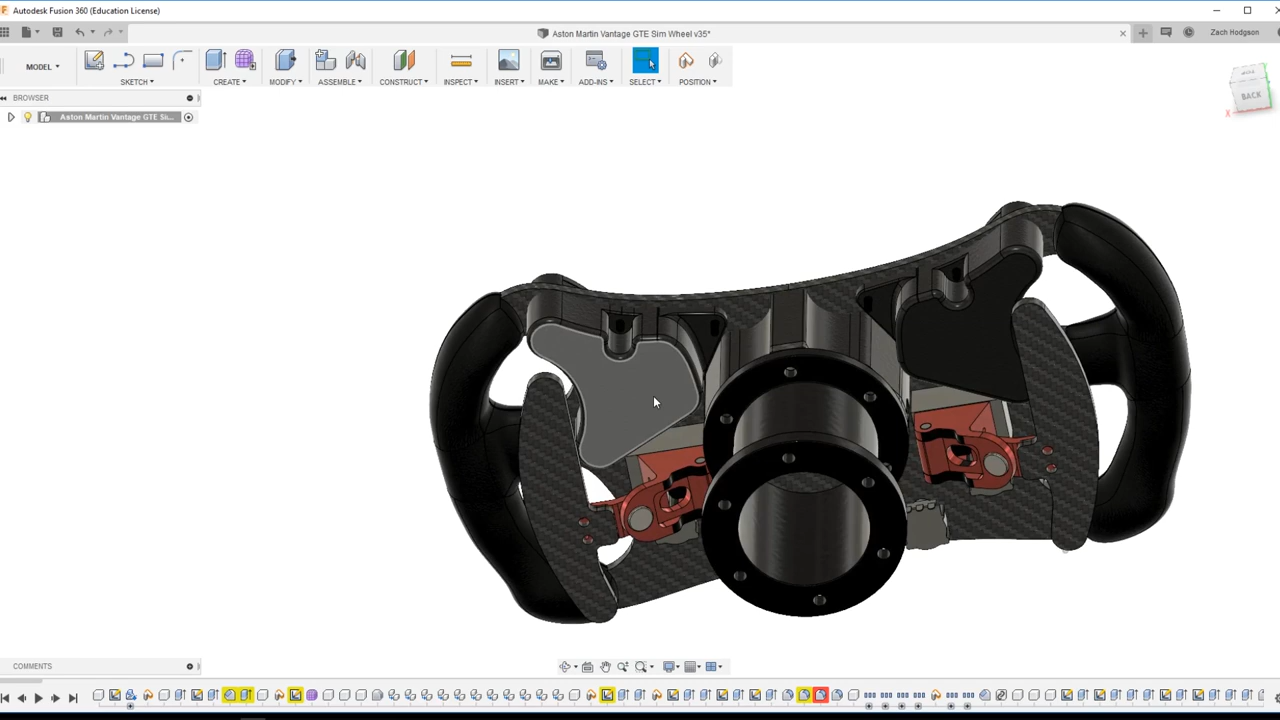 Autodesk Fusion 360 (Education License)
Aston Martin Vantage GTE Sim Wheel v35*
Zach Hodgson
MODEL
SKETCH
CREATE
MODIFY
ASSEMBLE
CONSTRUCT
INSPECT
INSERT
MAKE
ADD-INS
SELECT
POSITION
BROWSER
Aston Martin Vantage GTE Si...
BACK
X
COMMENTS